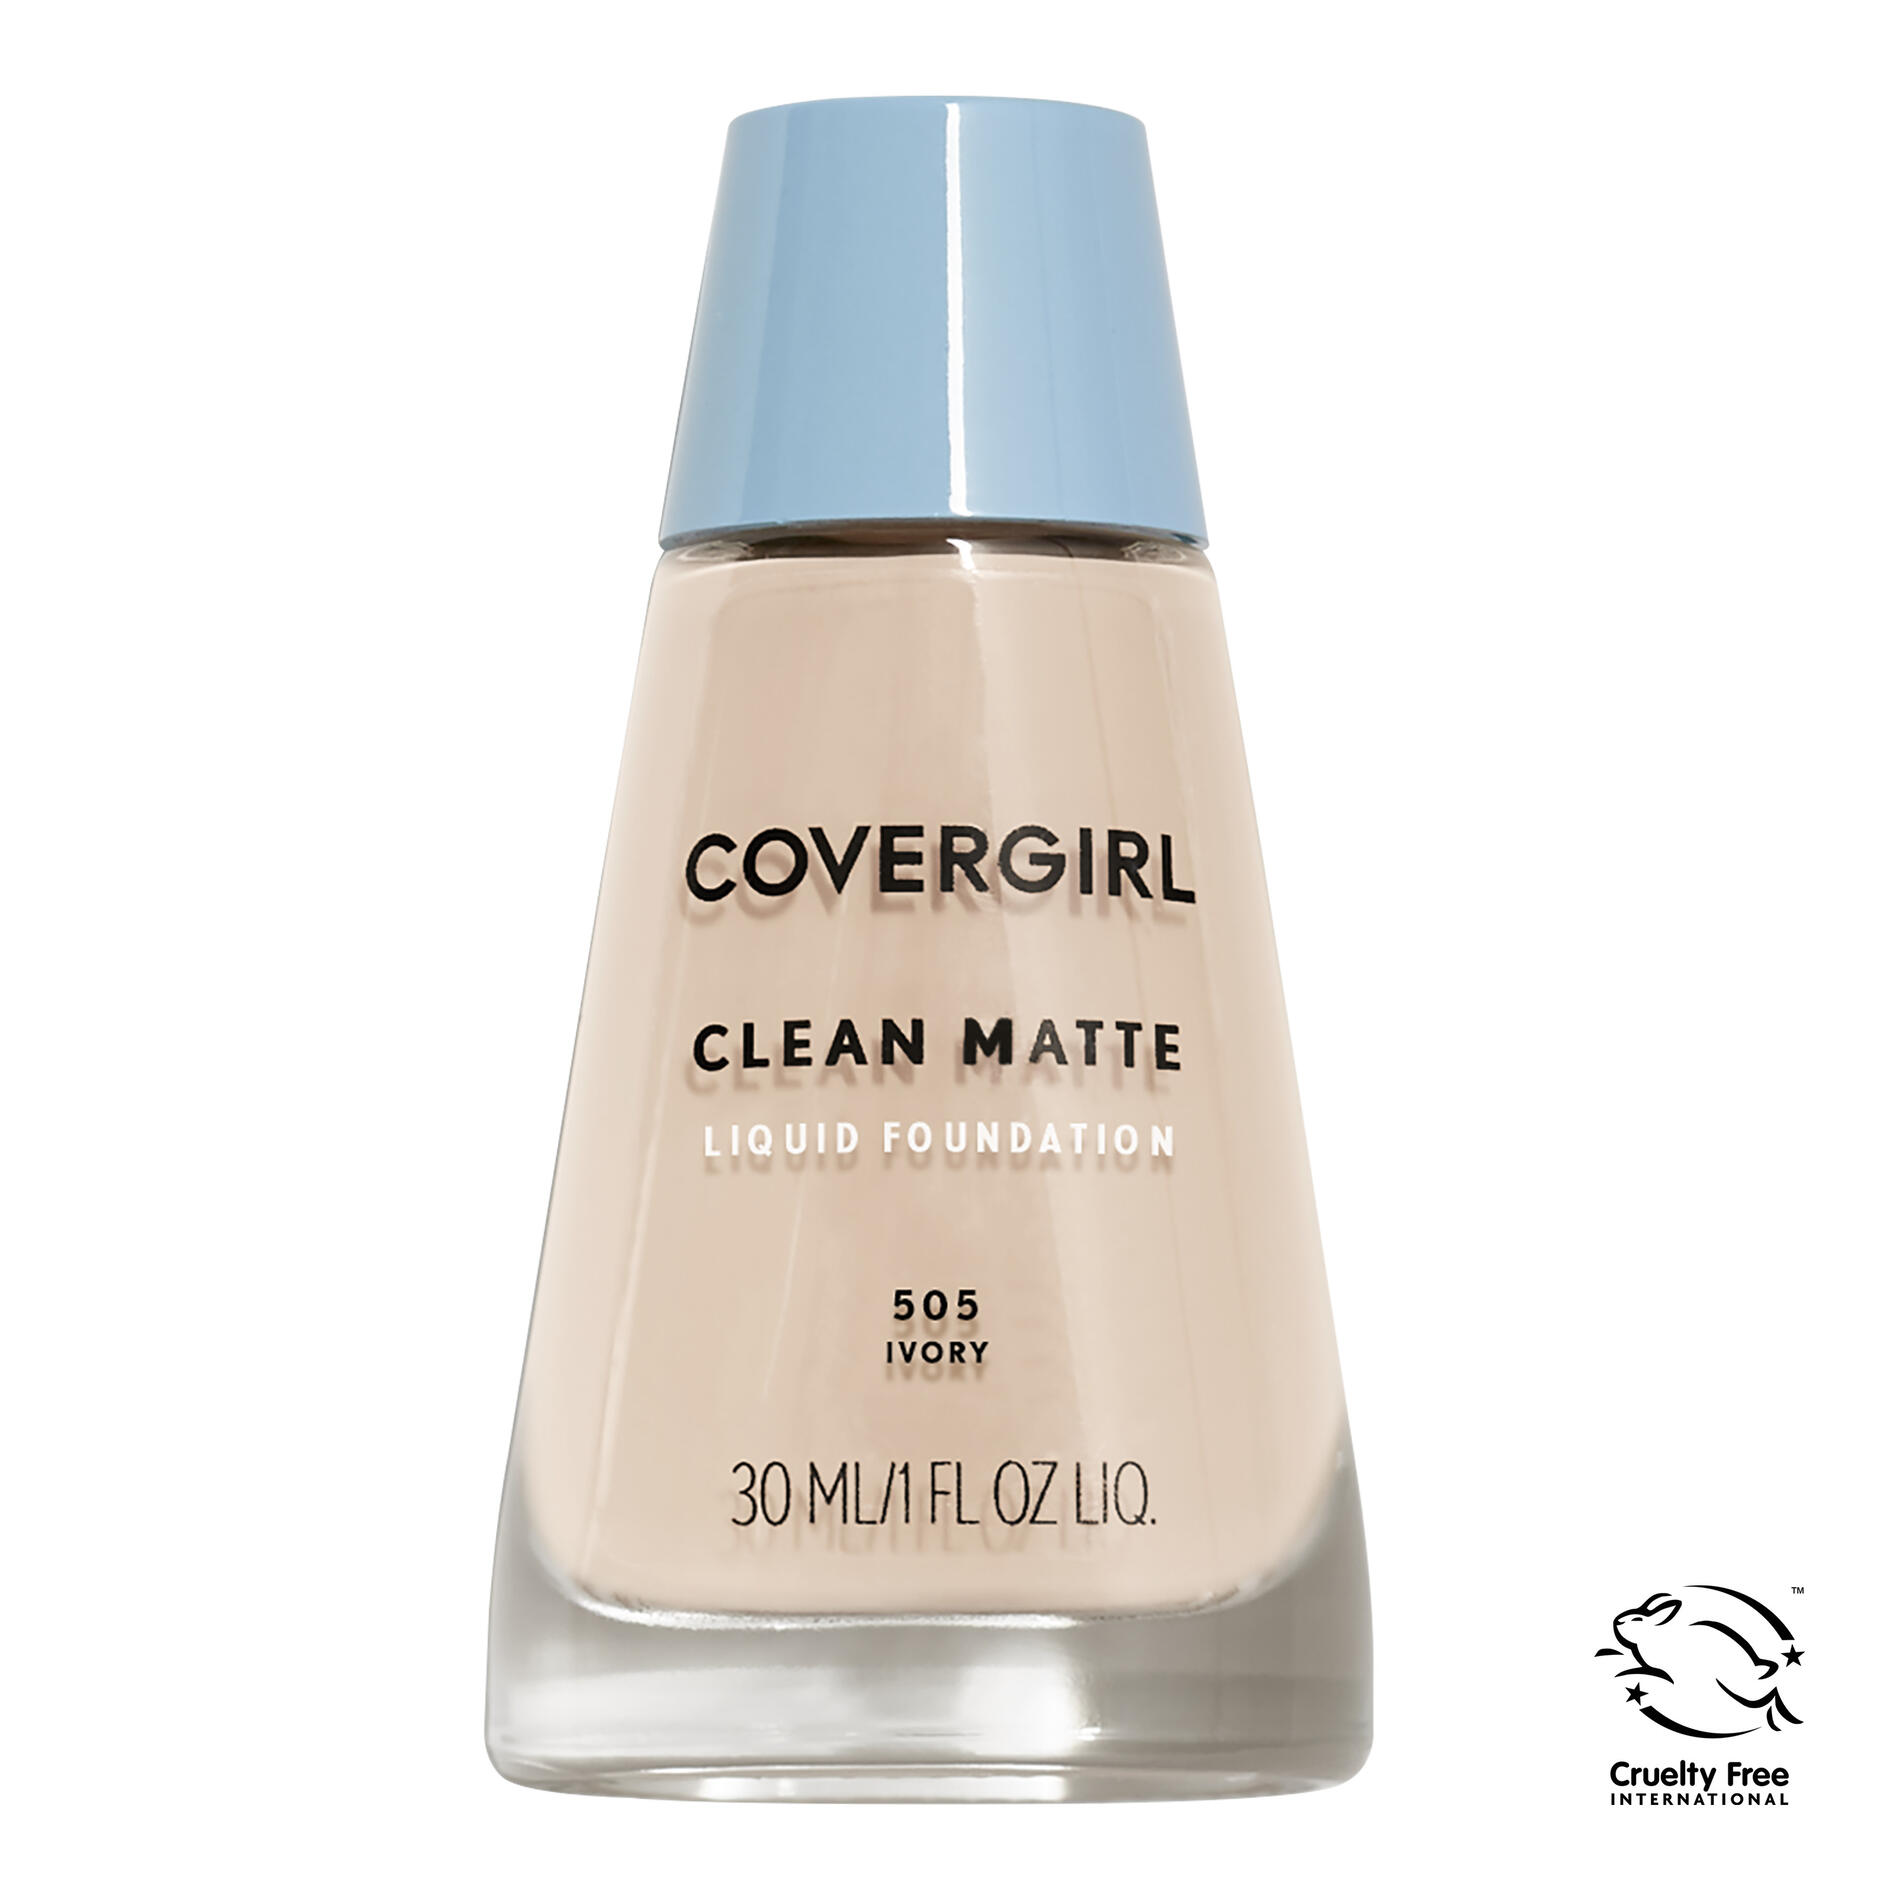 COVERGIRL
CLEAN MATTE
LIQUID FOUNDATION
505
IVORY
30 ML/1 FL OZ LIQ.
TM
Cruelty Free
INTERNATIONAL